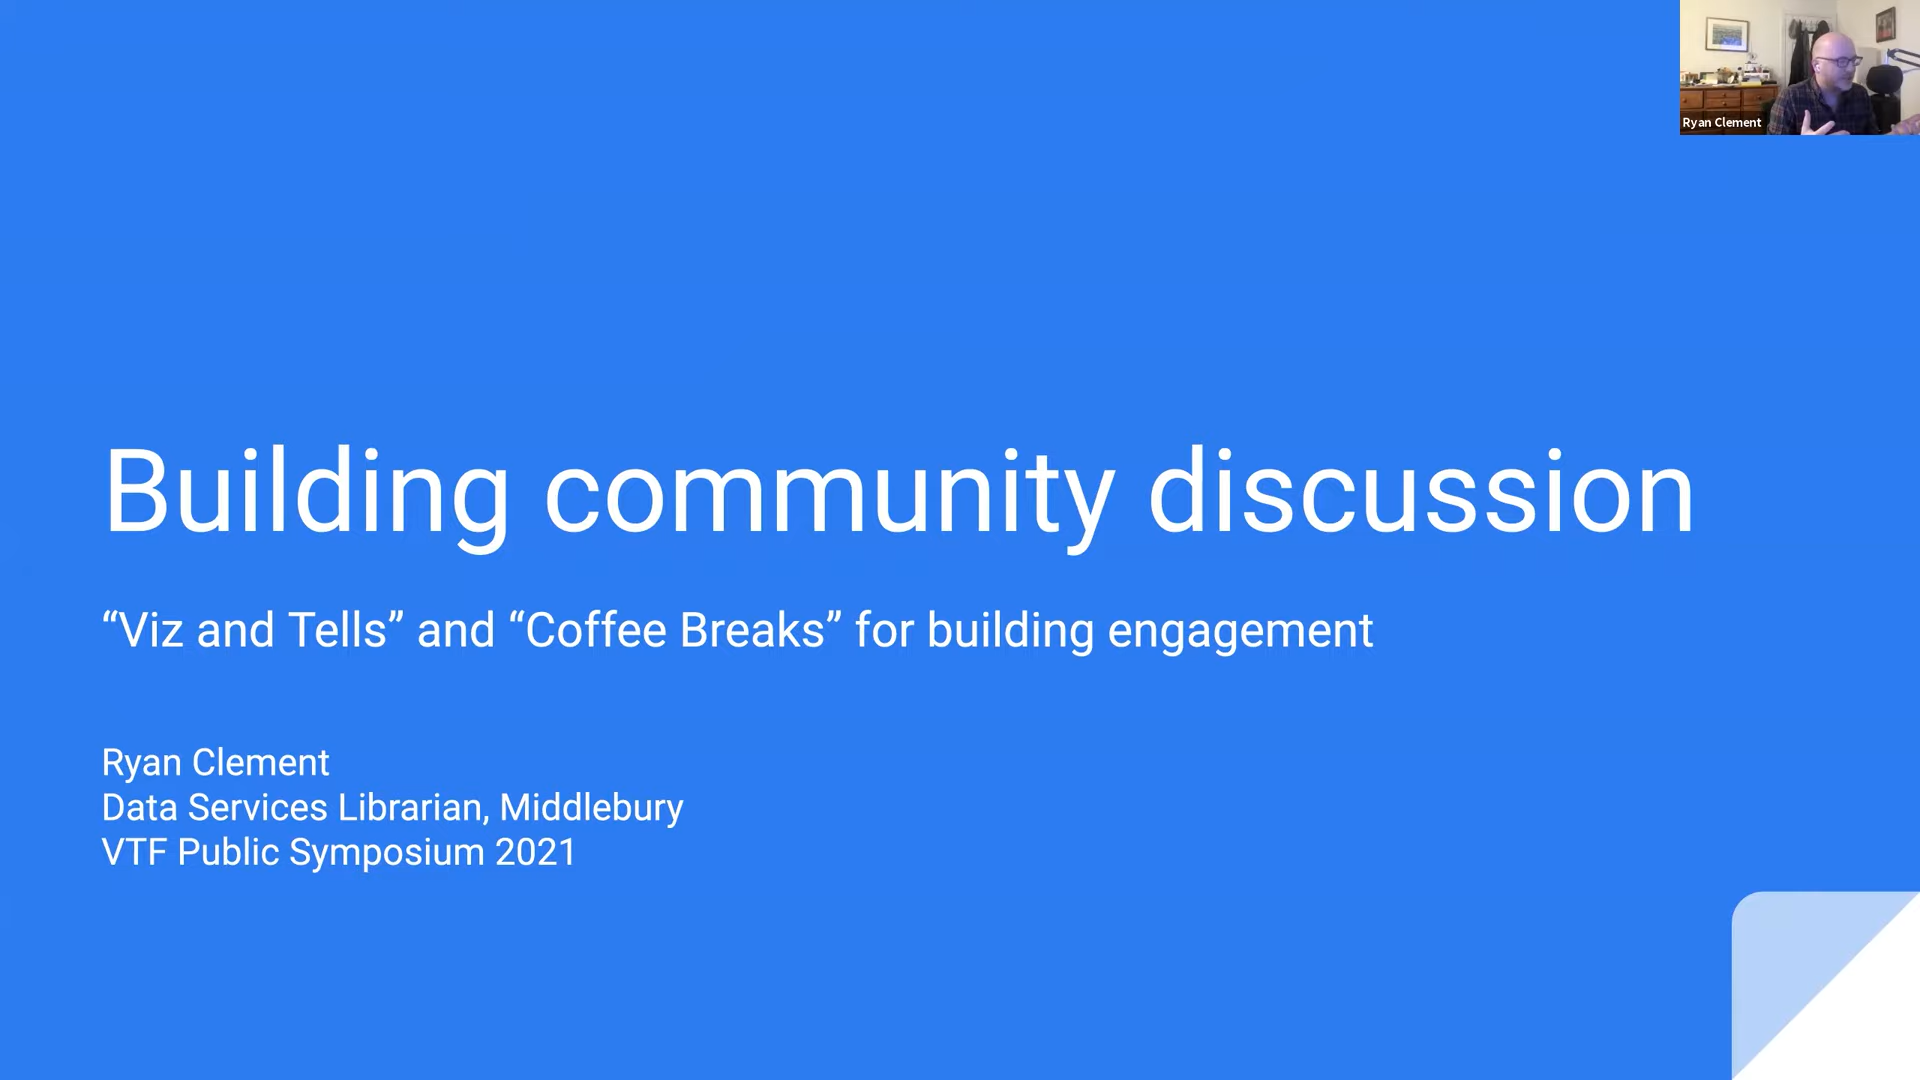 Ryan Clement
Building community discussion
“Viz and Tells” and “Coffee Breaks” for building engagement
Ryan Clement
Data Services Librarian, Middlebury
VTF Public Symposium 2021